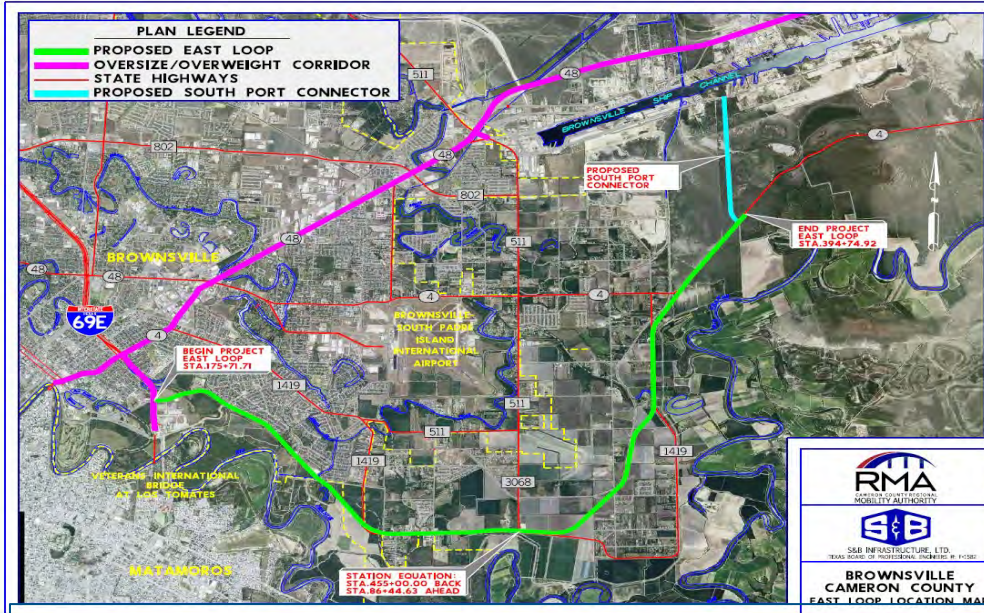 PLAN LEGEND
PROPOSED EAST LOOP
OVERSIZE/OVERWEIGHT CORRIDOR
STATE HIGHWAYS
PROPOSED SOUTH PORT CONNECTOR
511
48
BROWNSVILLE SHIP CHANNEL
802
48
4
PROPOSED
SOUTH PORT
CONNECTOR
802
48
511
END PROJECT
EAST LOOP
STA.394+74.92
BROWNSVILLE
48
48
4
4
69E
4
BROWNSVILLE
SOUTH PADRE
ISLAND
INTERNATIONAL
AIRPORT
BEGIN PROJECT
EAST LOOP
STA.175+71.71
1419
511
511
1419
1419
3068
VETERANS INTERNATIONAL
BRIDGE
AT LOS TOMATES
MATAMOROS
STATION EQUATION:
STA.455+00.00 BACK
STA.86+44.63 AHEAD
RMA
CAMERON COUNTY REGIONAL
MOBILITY AUTHORITY
S&B
S&B INFRASTRUCTURE, LTD.
TEXAS BOARD OF PROFESSIONAL ENGINEERS
BROWNSVILLE
CAMERON COUNTY
EAST LOOP LOCATION MAP